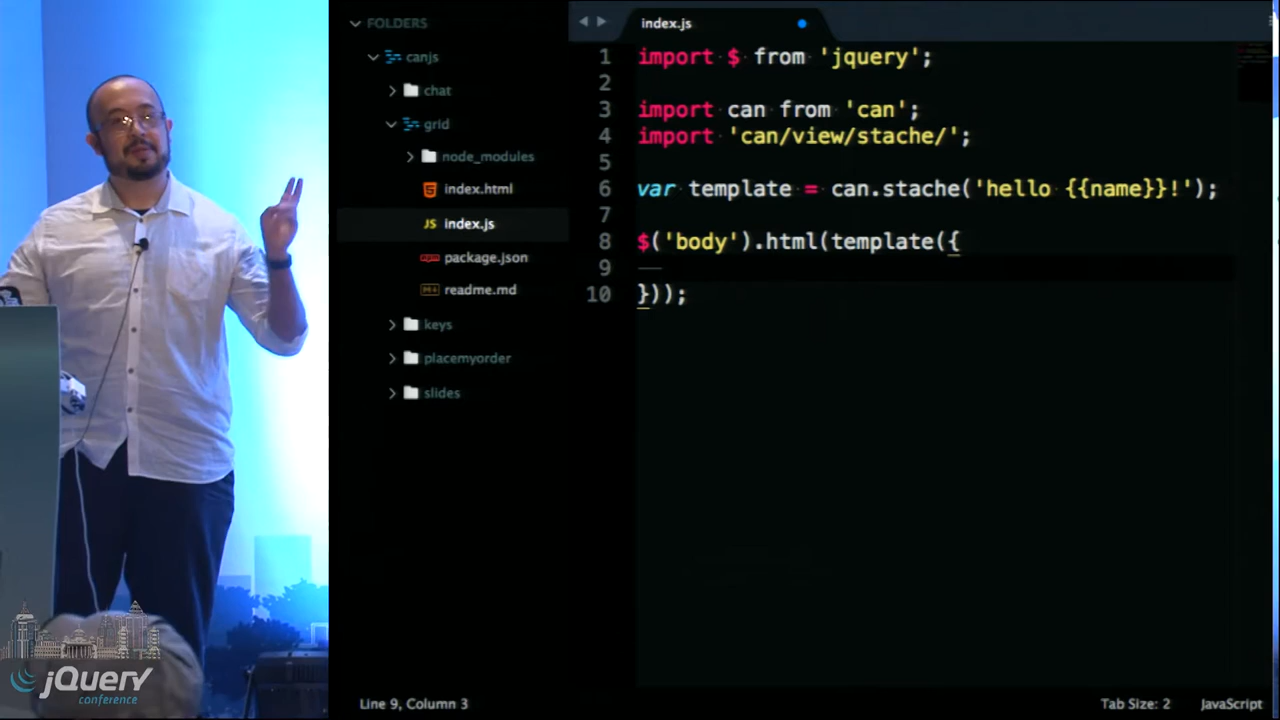 FOLDERS
canjs
chat
grid
node_modules
index.html
JS index.js
package.json
M↓ readme.md
keys
placemyorder
slides
index.js
1 import $ from 'jquery';
2
3 import can from 'can';
4 import 'can/view/stache/';
5
6 var template = can.stache('hello {{name}}!');
7
8 $('body').html(template({
9
10 }));
Line 9, Column 3
Tab Size: 2
JavaScript
jQuery
conference